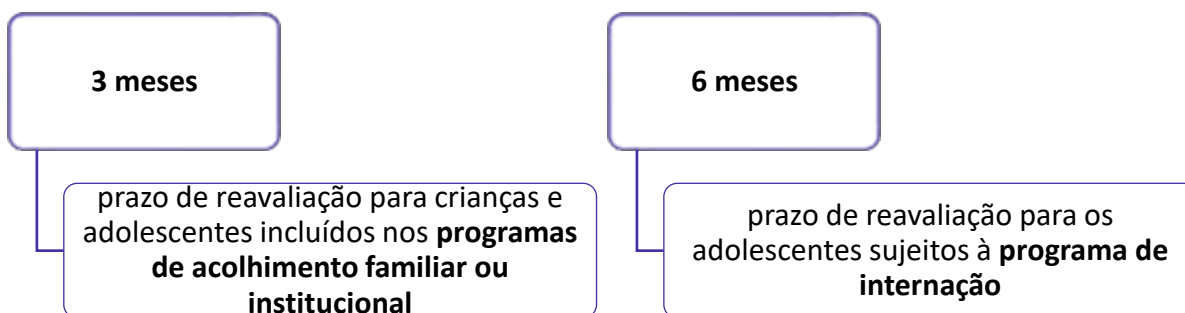 3 meses
prazo de reavaliação para crianças e
adolescentes incluídos nos programas
de acolhimento familiar ou
institucional
6 meses
prazo de reavaliação para os
adolescentes sujeitos à programa de
internação